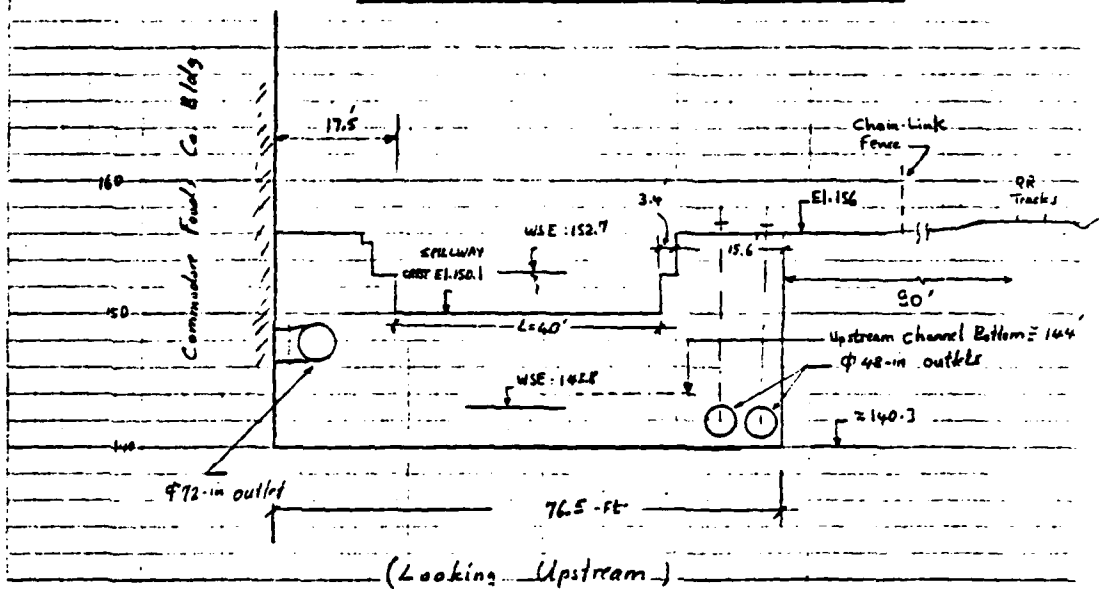 Commodore Foods Co. Bldg
17.5'
Chain-Link
Fence
160
RR
Tracks
3.4
El.156
WSE : 152.7
SPILLWAY
CREST El.150.1
15.6
90'
150
L=40'
Upstream Channel Bottom ≅ 144'
φ 48-in outlets
WSE : 142.8
≈ 140.3
140
φ72-in outlet
76.5 -Ft
(Looking Upstream)